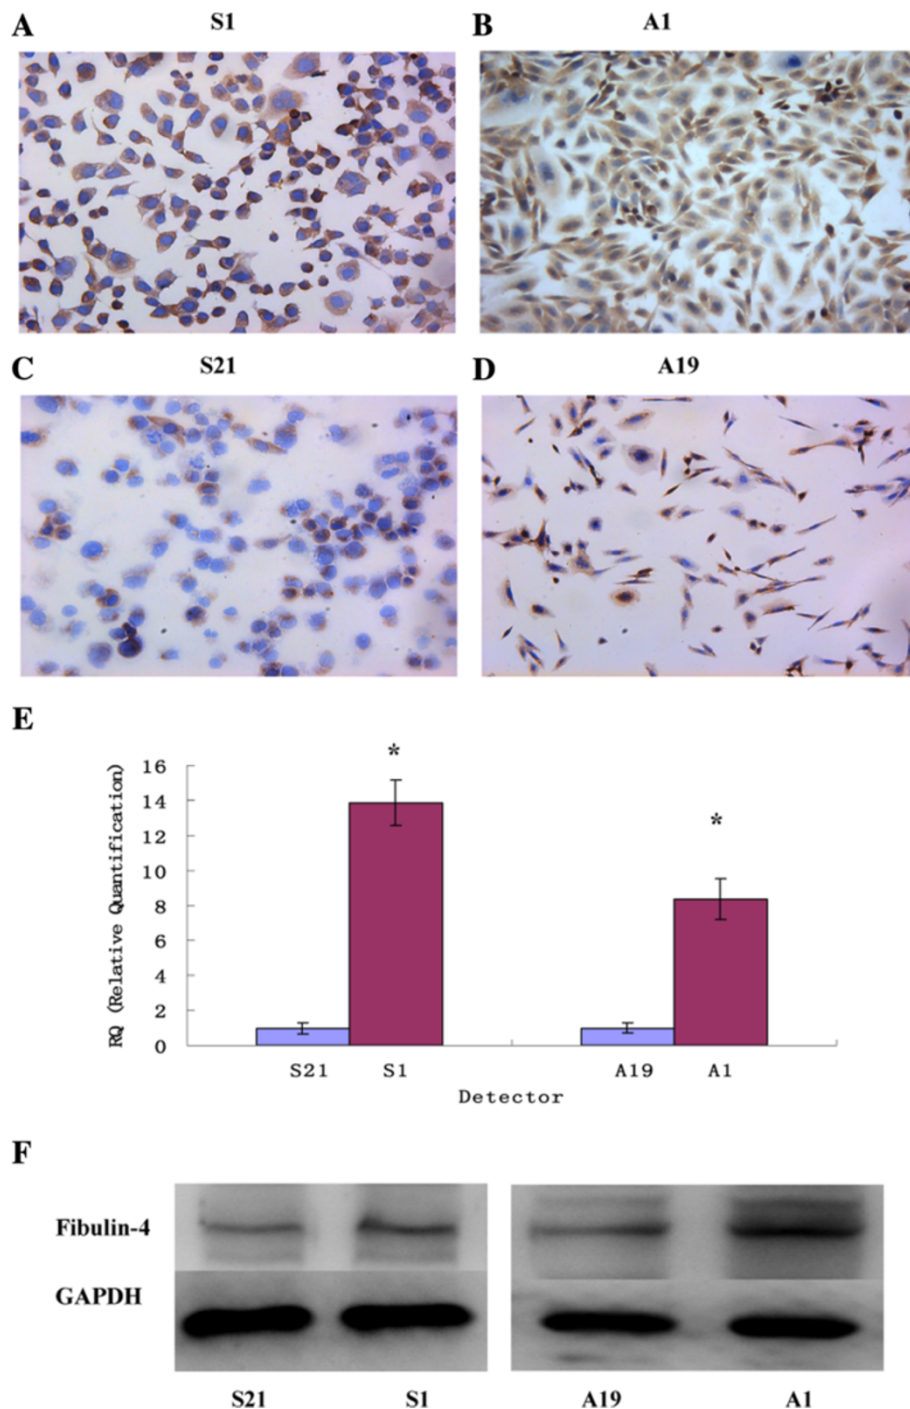 A S1 B A1
C S21 D A19
E
*
*
RQ (Relative Quantification)
16
14
12
10
8
6
4
2
0
S21 S1 A19 A1
Detector
F
Fibulin-4
GAPDH
S21 S1 A19 A1